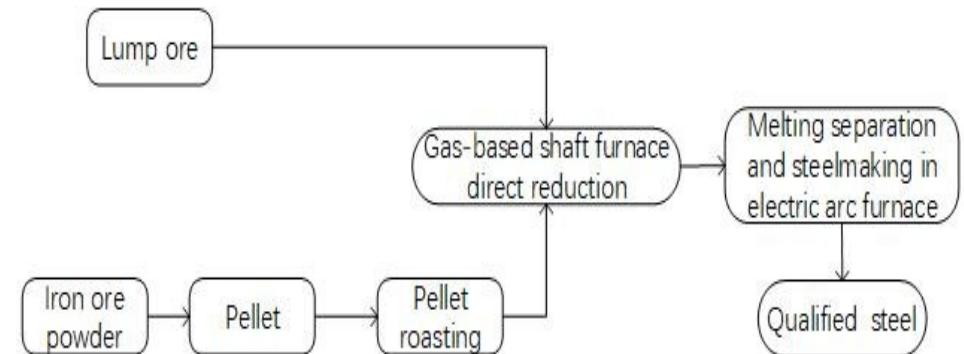 Lump ore
Gas-based shaft furnace
direct reduction
Melting separation
and steelmaking in
electric arc furnace
Iron ore
powder
Pellet
Pellet
roasting
Qualified steel